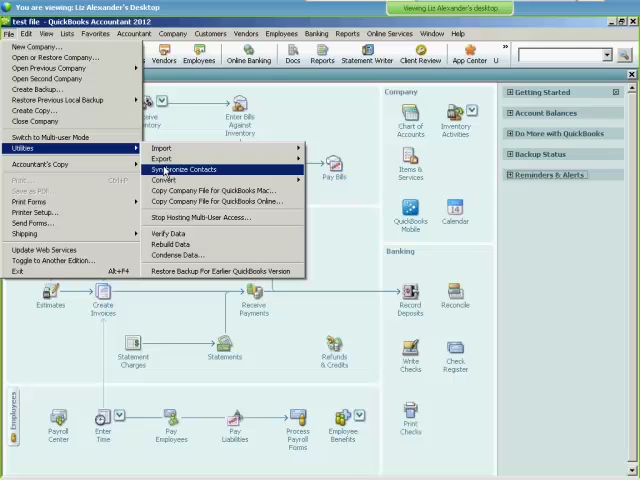 You are viewing: Liz Alexander's Desktop
Viewing Liz Alexander's desktop
test file - QuickBooks Accountant 2012
File Edit View Lists Favorites Accountant Company Customers Vendors Employees Banking Reports Online Services Window Help
New Company...
Open or Restore Company...
Open Previous Company
Open Second Company
Create Backup...
Restore Previous Local Backup
Create Copy...
Close Company
Switch to Multi-user Mode
Utilities
Accountant's Copy
Print... Ctrl+P
Save as PDF...
Print Forms
Printer Setup...
Send Forms...
Shipping
Update Web Services
Toggle to Another Edition...
Exit Alt+F4
Import
Export
Synchronize Contacts
Convert
Copy Company File for QuickBooks Mac...
Copy Company File for QuickBooks Online...
Stop Hosting Multi-User Access...
Verify Data
Rebuild Data
Condense Data...
Restore Backup For Earlier QuickBooks Version
Vendors Employees Online Banking Docs Reports Statement Writer Client Review App Center U
Inventory
Enter Bills
Against
Inventory
Pay Bills
Estimates
Create
Invoices
Receive
Payments
Statement
Charges
Statements
Refunds
& Credits
Employees
Payroll
Center
Enter
Time
Pay
Employees
Pay
Liabilities
Process
Payroll
Forms
Employee
Benefits
Company
Chart of
Accounts
Inventory
Activities
Items &
Services
QuickBooks
Mobile
Calendar
Banking
Record
Deposits
Reconcile
Write
Checks
Check
Register
Print
Checks
Getting Started
Account Balances
Do More with QuickBooks
Backup Status
Reminders & Alerts